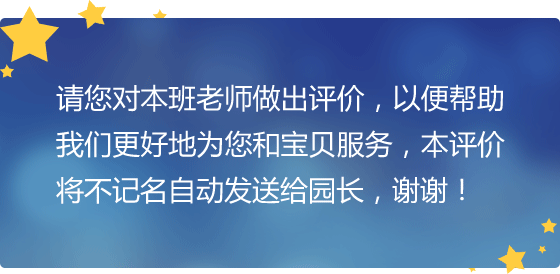 请您对本班老师做出评价，以便帮助
我们更好地为您和宝贝服务，本评价
将不记名自动发送给园长，谢谢！